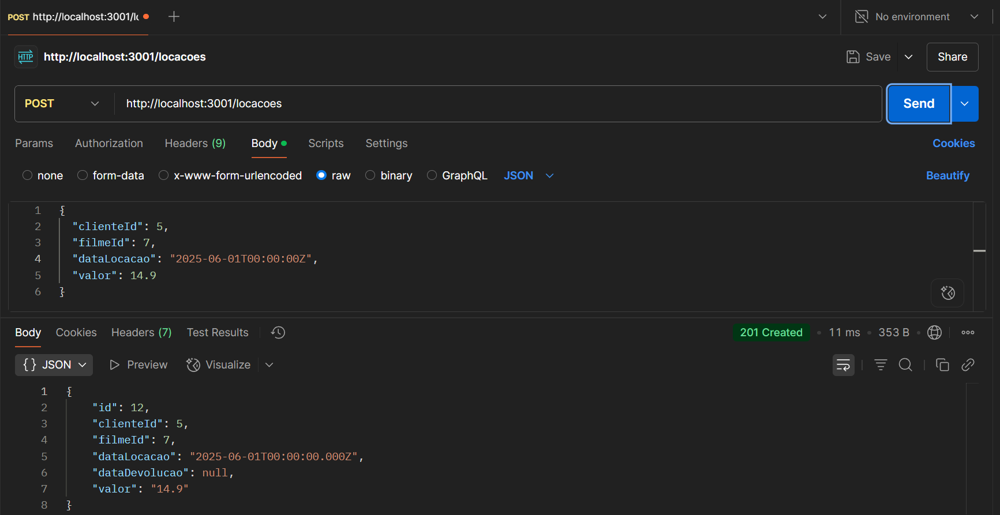 POST http://localhost:3001/lo
No environment
HTTP http://localhost:3001/locacoes
Save Share
POST http://localhost:3001/locacoes Send
Params Authorization Headers (9) Body Scripts Settings Cookies
none form-data x-www-form-urlencoded raw binary GraphQL JSON Beautify
1 {
2 "clienteId": 5,
3 "filmeId": 7,
4 "dataLocacao": "2025-06-01T00:00:00Z",
5 "valor": 14.9
6 }
Body Cookies Headers (7) Test Results 201 Created • 11 ms • 353 B •
{} JSON Preview Visualize
1 {
2 "id": 12,
3 "clienteId": 5,
4 "filmeId": 7,
5 "dataLocacao": "2025-06-01T00:00:00.000Z",
6 "dataDevolucao": null,
7 "valor": "14.9"
8 }